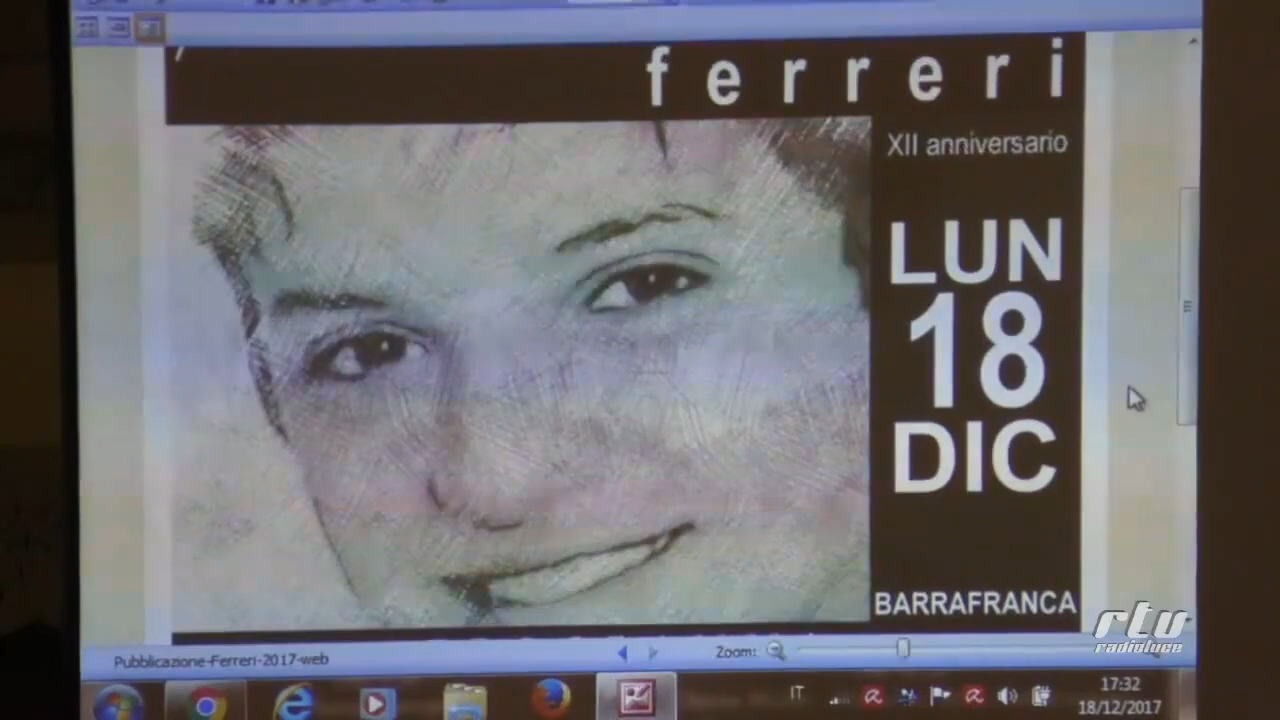 ferreri
XII anniversario
LUN
18
DIC
BARRAFRANCA
rtv
radioluce
Pubblicazione-Ferreri-2017-web
Zoom:
IT
17:32
18/12/2017